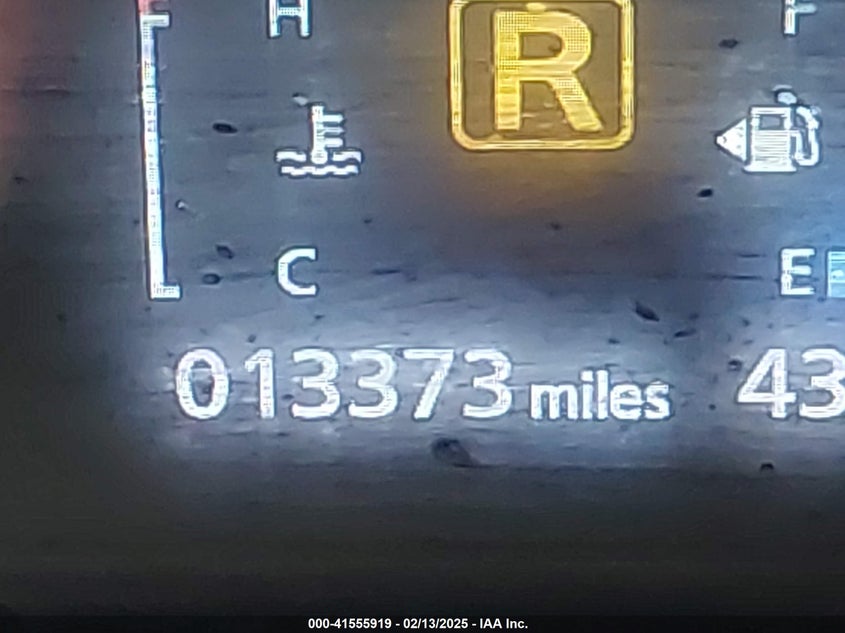 H R F
C E
013373 miles 43
000-41555919 - 02/13/2025 - IAA Inc.